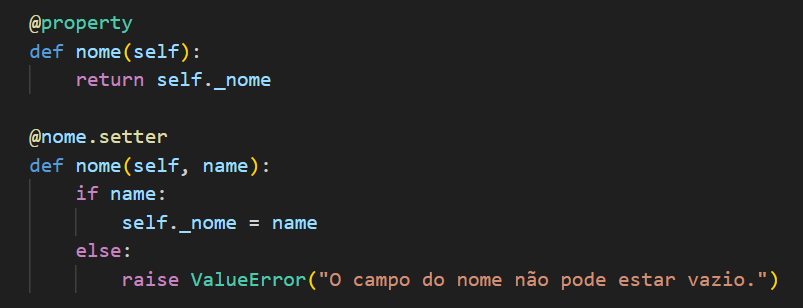 @property
def nome(self):
    return self._nome

@nome.setter
def nome(self, name):
    if name:
        self._nome = name
    else:
        raise ValueError("O campo do nome não pode estar vazio.")